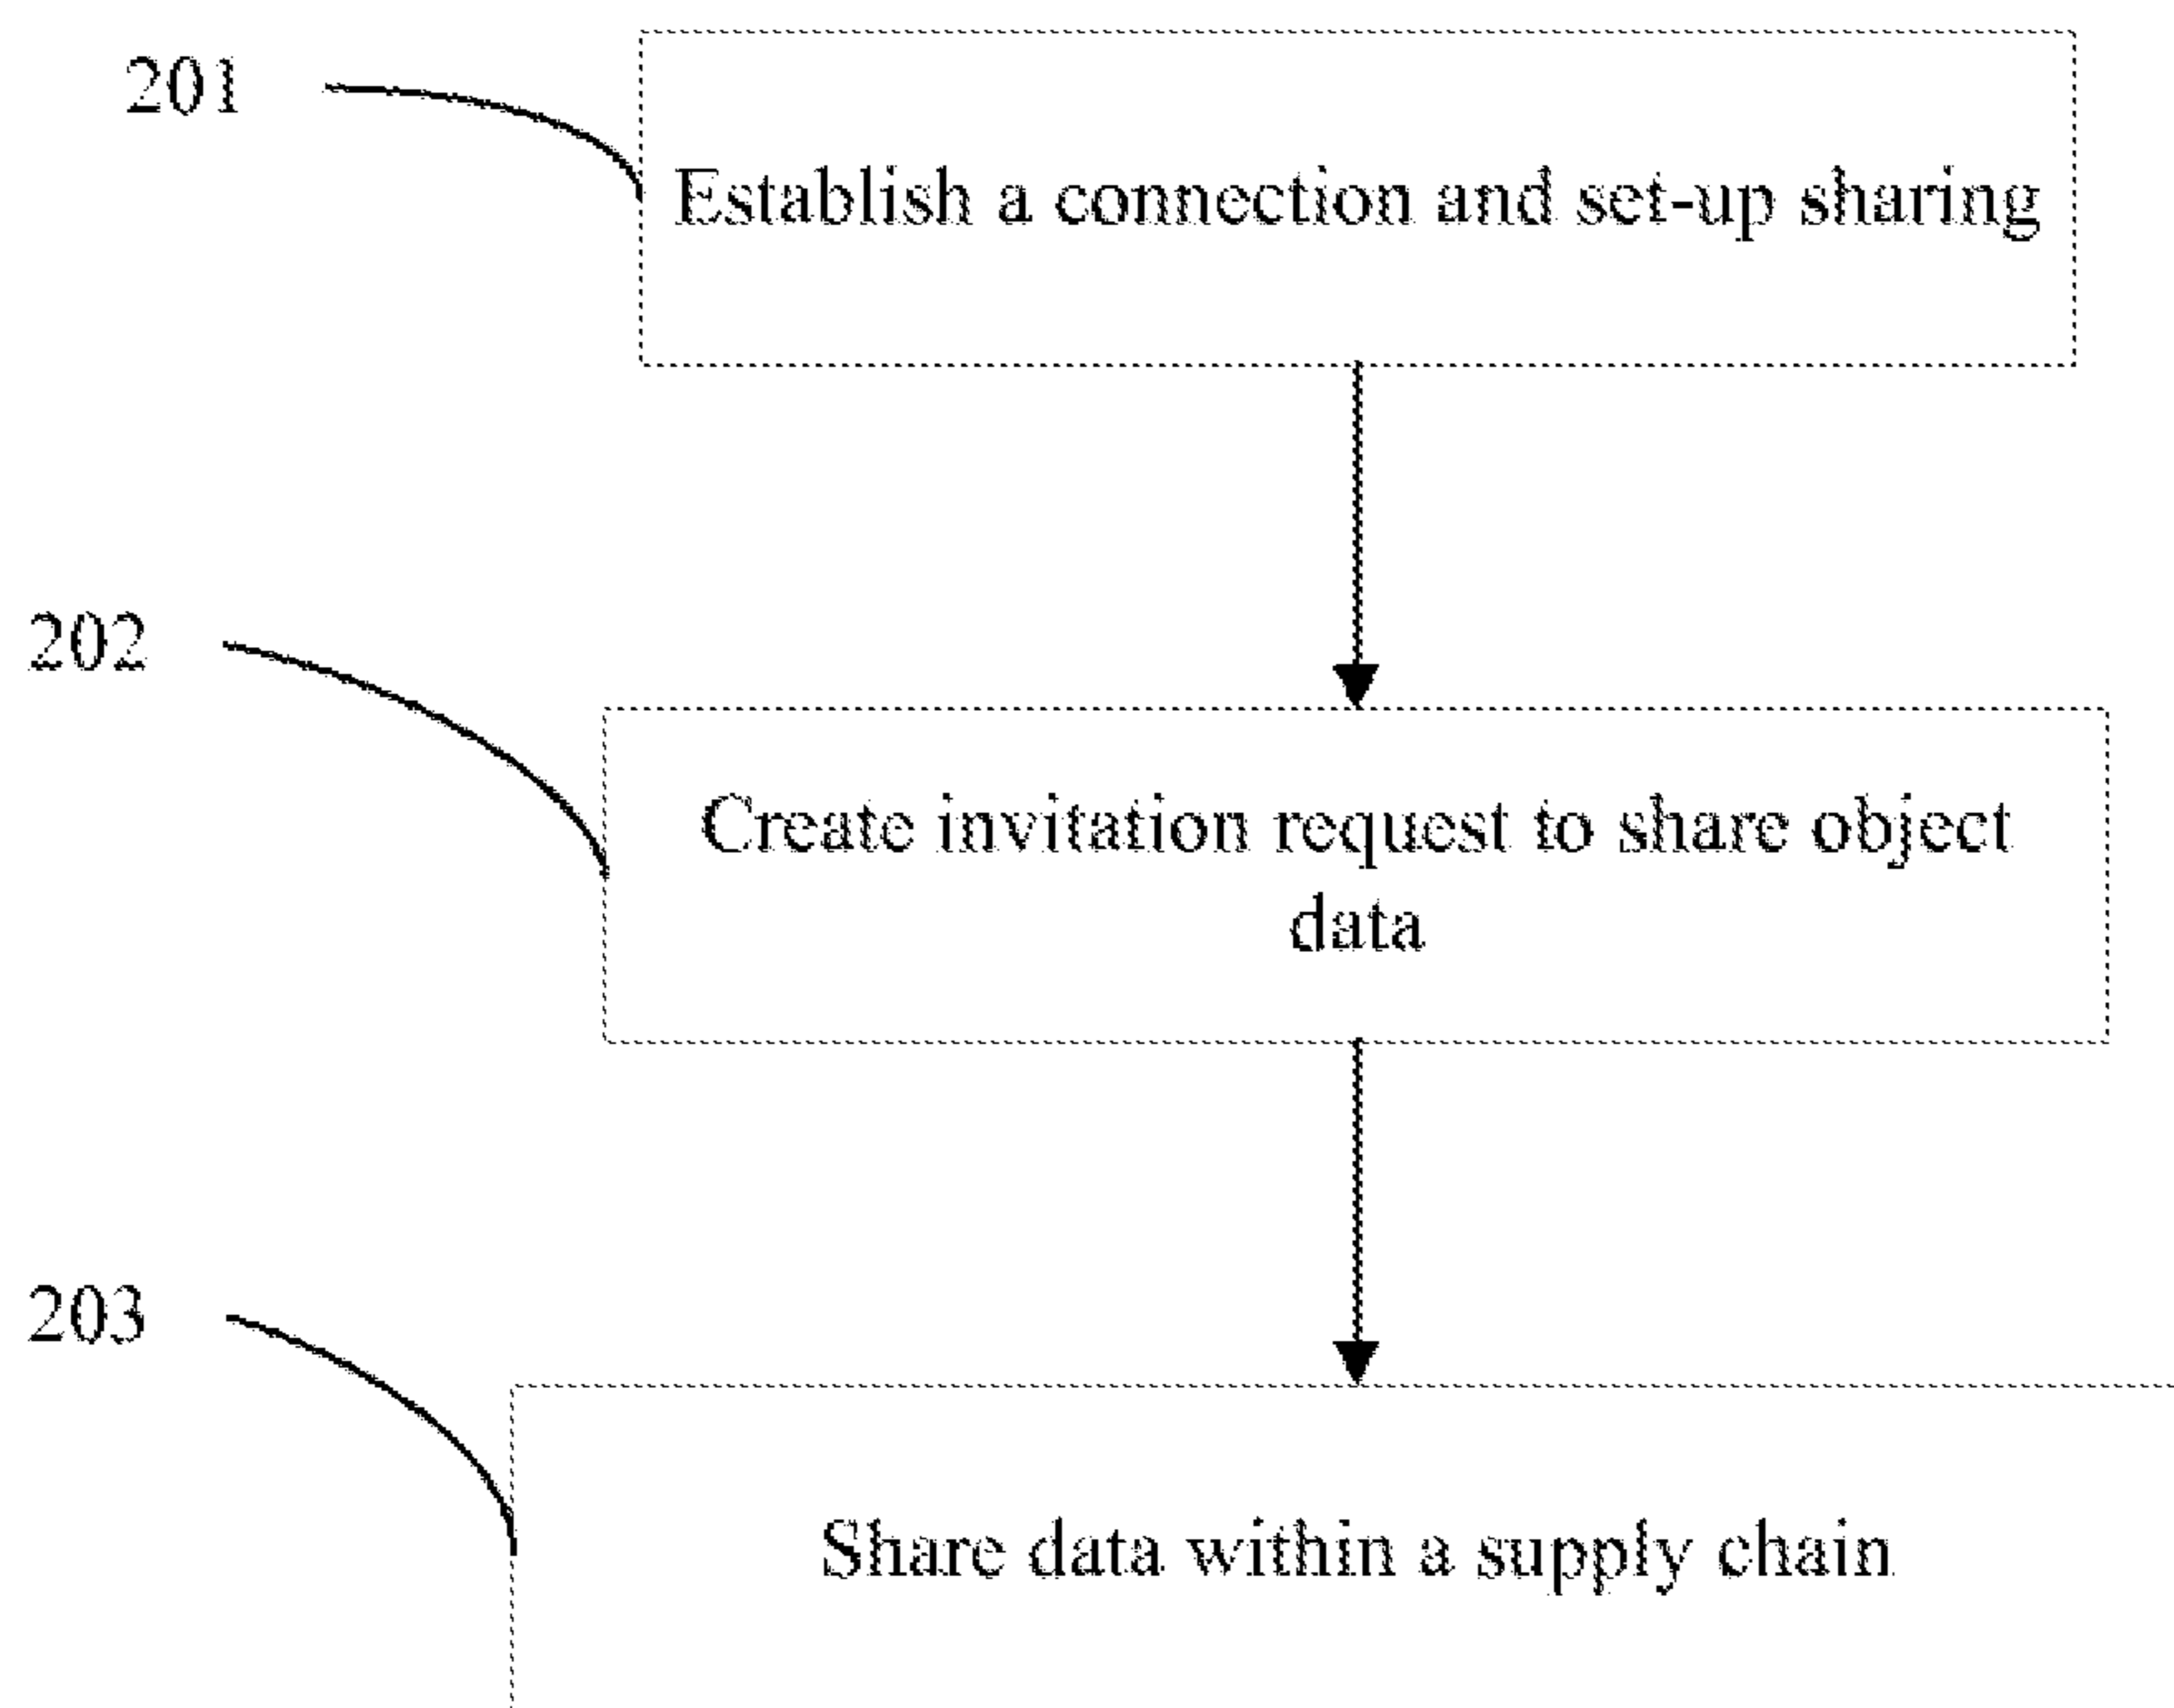 201
Establish a connection and set-up sharing
202
Create invitation request to share object
data
203
Share data within a supply chain